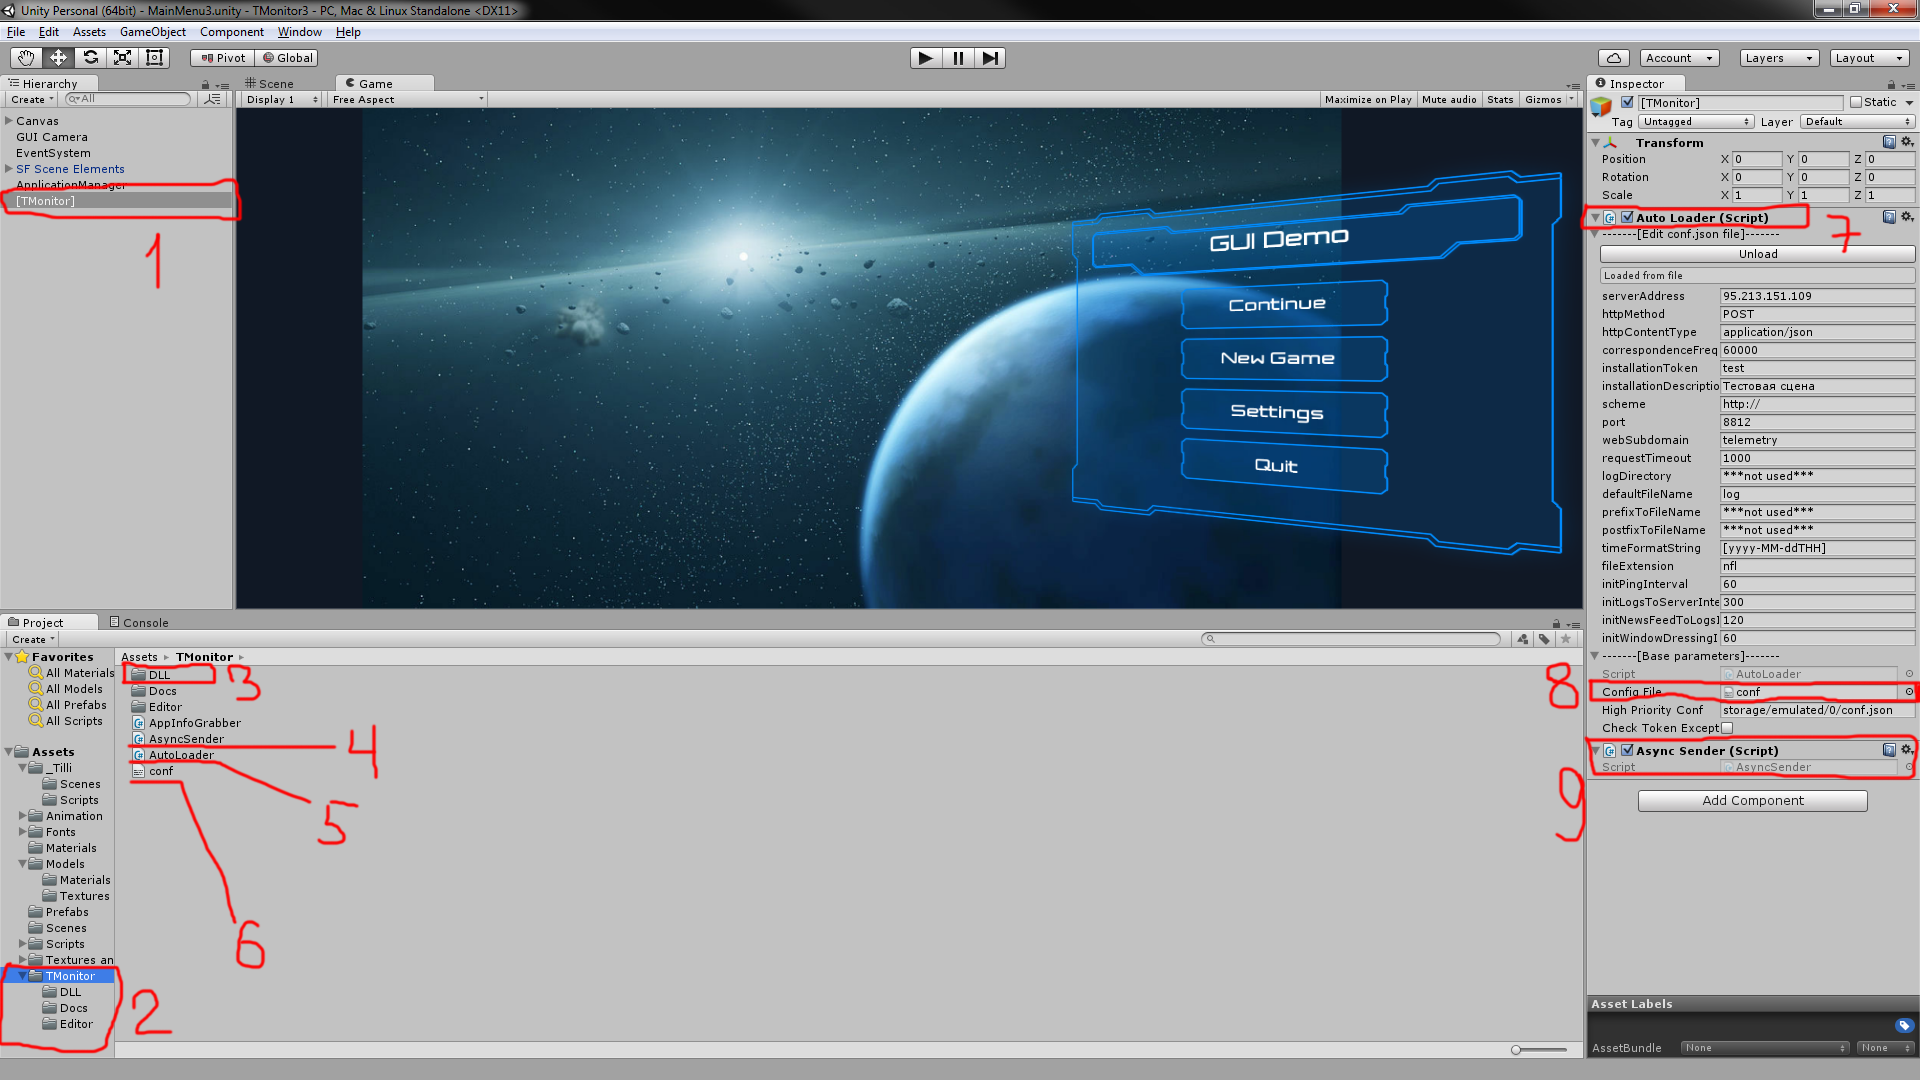 Unity Personal (64bit) - MainMenu3.unity - TMonitor3 - PC, Mac & Linux Standalone <DX11>
File Edit Assets GameObject Component Window Help
Pivot Global Account Layers Layout
Hierarchy
Create All
Canvas
GUI Camera
EventSystem
SF Scene Elements
ApplicationManager
[TMonitor]
1
Scene Game
Display 1 Free Aspect Maximize on Play Mute audio Stats Gizmos
GUI Demo
Continue
New Game
Settings
Quit
Inspector
[TMonitor] Static
Tag Untagged Layer Default
Transform
Position X 0 Y 0 Z 0
Rotation X 0 Y 0 Z 0
Scale X 1 Y 1 Z 1
Auto Loader (Script)
7
-------[Edit conf.json file]-------
Unload
Loaded from file
serverAddress 95.213.151.109
httpMethod POST
httpContentType application/json
correspondenceFreq 60000
installationToken test
installationDescriptio Тестовая сцена
scheme http://
port 8812
webSubdomain telemetry
requestTimeout 1000
logDirectory ***not used***
defaultFileName log
prefixToFileName ***not used***
postfixToFileName ***not used***
timeFormatString [yyyy-MM-ddTHH]
fileExtension nfl
initPingInterval 60
initLogsToServerInte 300
initNewsFeedToLogsI 120
initWindowDressingI 60
-------[Base parameters]-------
Script AutoLoader
8
Config File conf
High Priority Conf storage/emulated/0/conf.json
Check Token Except
Async Sender (Script)
Script AsyncSender
9
Add Component
Asset Labels
AssetBundle None None
Project Console
Create
Favorites
All Materials
All Models
All Prefabs
All Scripts
Assets
_Tilli
Scenes
Scripts
Animation
Fonts
Materials
Models
Materials
Textures
Prefabs
Scenes
Scripts
Textures an
TMonitor
DLL
Docs
Editor
2
Assets TMonitor
DLL
3
Docs
Editor
AppInfoGrabber
AsyncSender
4
AutoLoader
5
conf
6